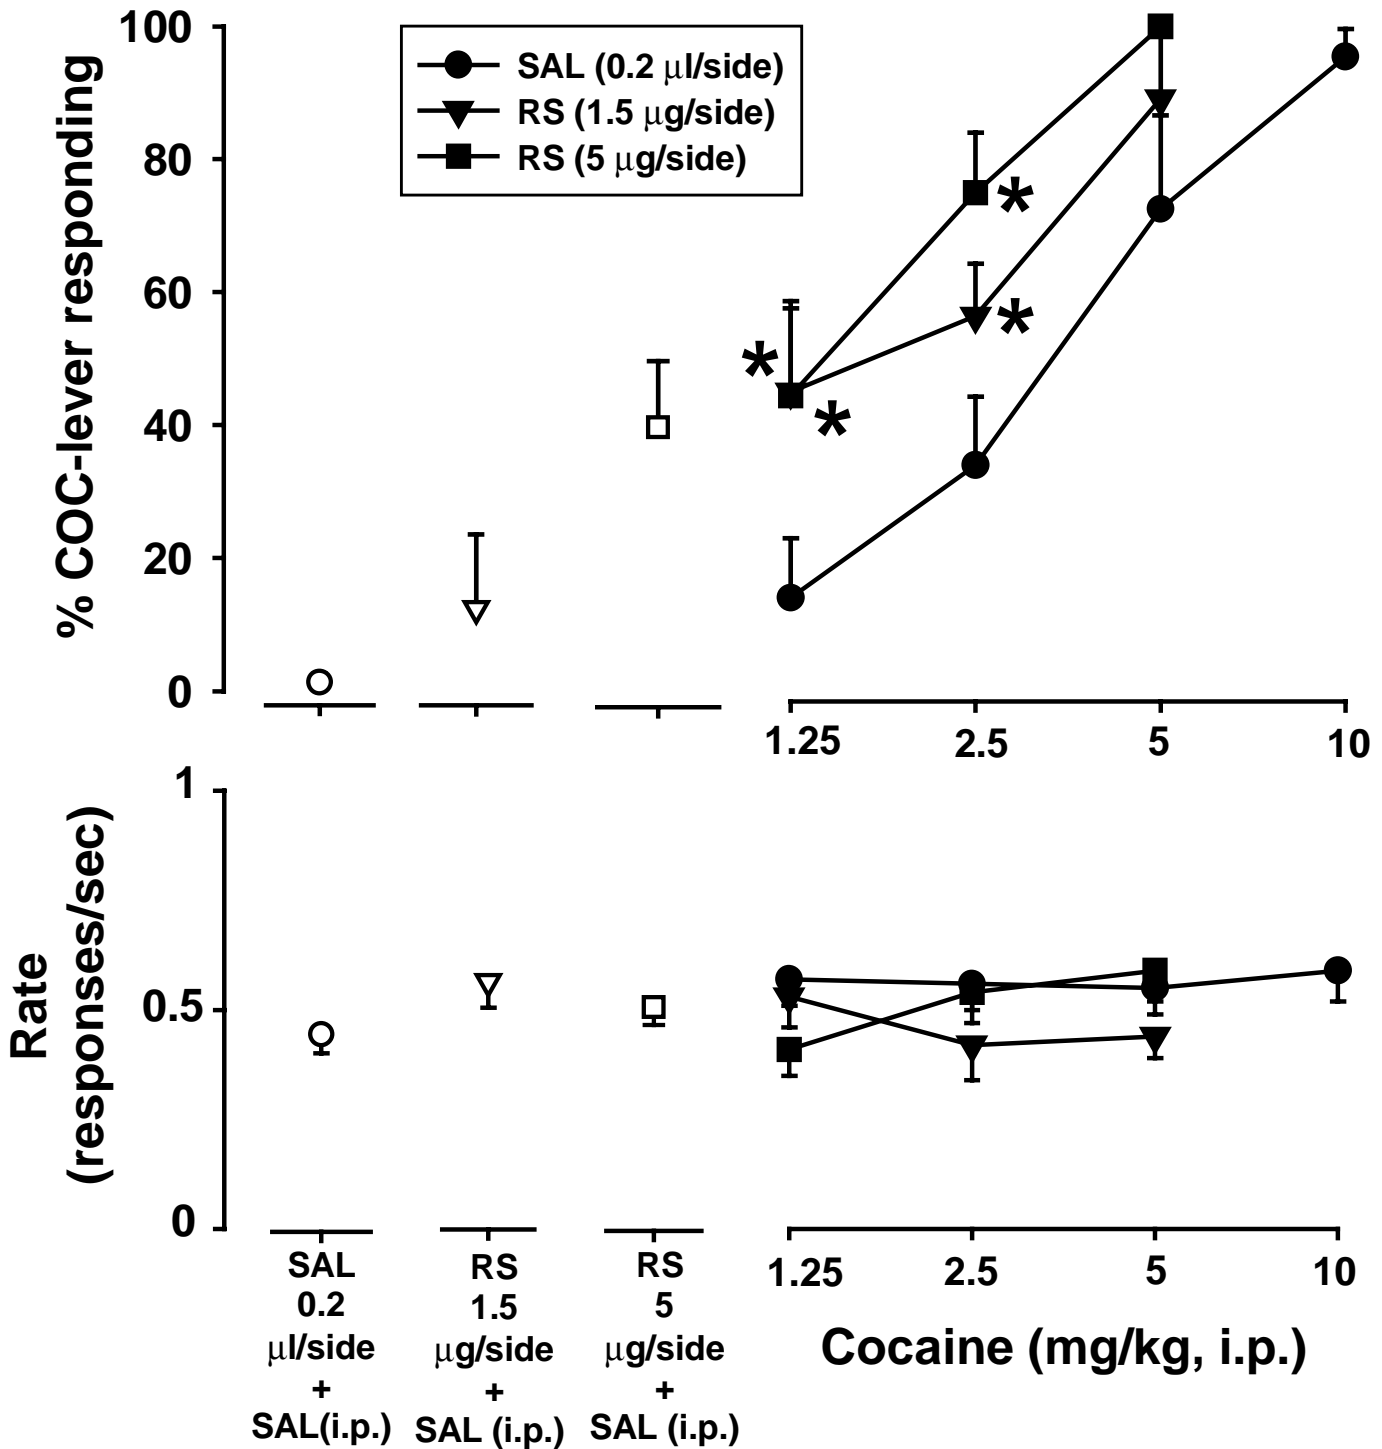 % COC-lever responding
100
80
60
40
20
0
SAL (0.2 μl/side)
RS (1.5 μg/side)
RS (5 μg/side)
*
*
*
*
1.25 2.5 5 10
Rate
(responses/sec)
1
0.5
0
SAL
0.2
μl/side
+
SAL(i.p.)
RS
1.5
μg/side
+
SAL (i.p.)
RS
5
μg/side
+
SAL (i.p.)
1.25 2.5 5 10
Cocaine (mg/kg, i.p.)